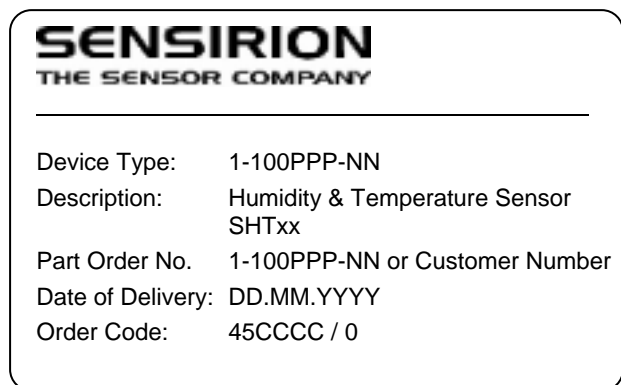 SENSIRION
THE SENSOR COMPANY
Device Type: 1-100PPP-NN
Description: Humidity & Temperature Sensor
SHTxx
Part Order No. 1-100PPP-NN or Customer Number
Date of Delivery: DD.MM.YYYY
Order Code: 45CCCC / 0